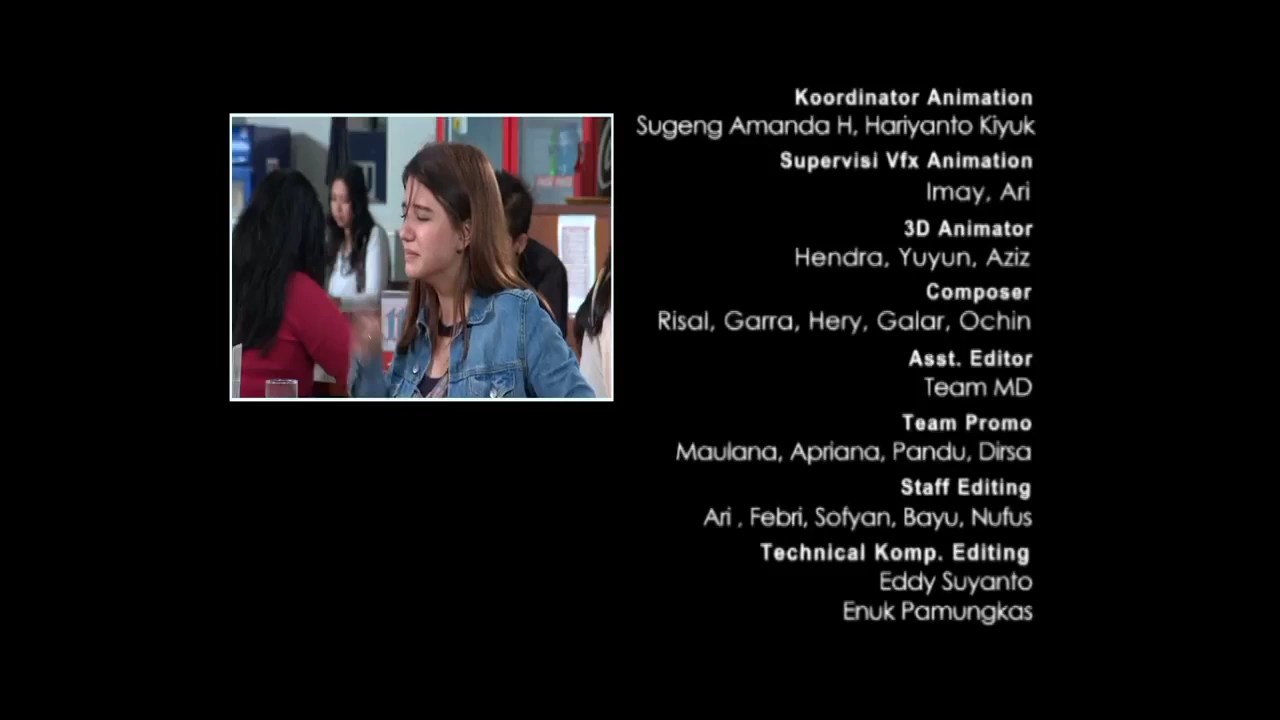 Koordinator Animation
Sugeng Amanda H, Hariyanto Kiyuk
Supervisi Vfx Animation
Imay, Ari
3D Animator
Hendra, Yuyun, Aziz
Composer
Risal, Garra, Hery, Galar, Ochin
Asst. Editor
Team MD
Team Promo
Maulana, Apriana, Pandu, Dirsa
Staff Editing
Ari , Febri, Sofyan, Bayu, Nufus
Technical Komp. Editing
Eddy Suyanto
Enuk Pamungkas